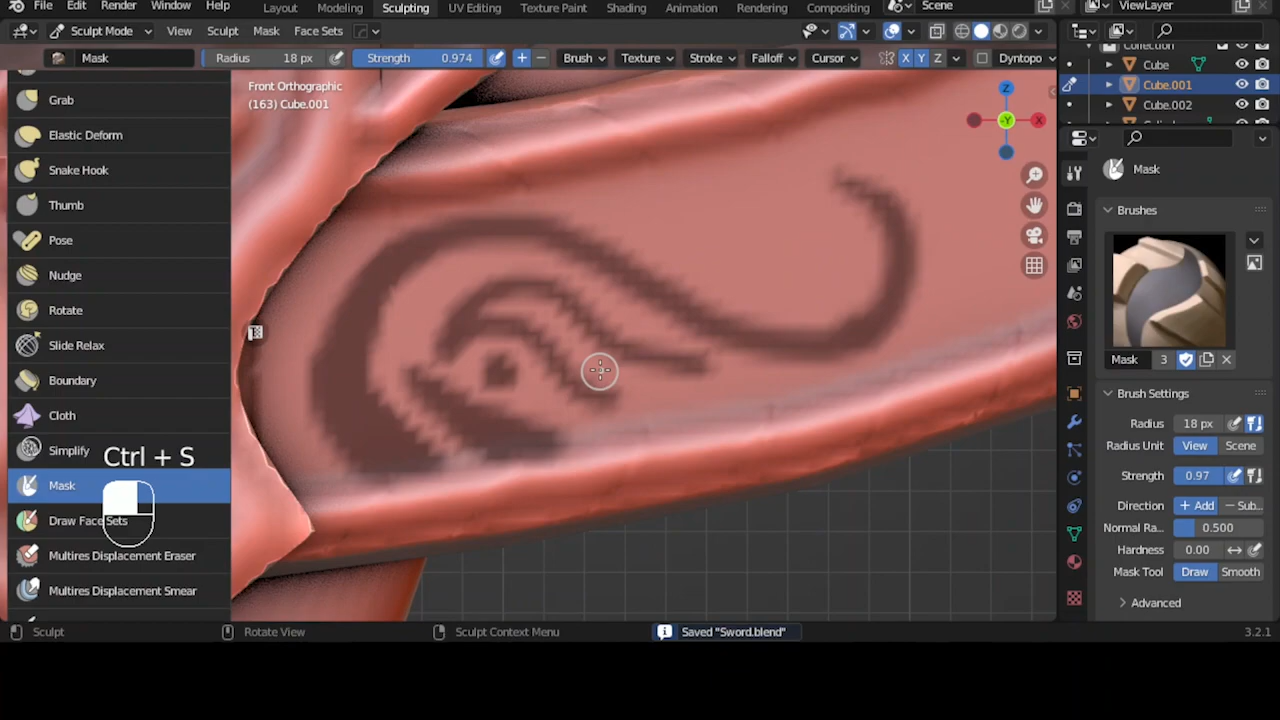 File Edit Render Window Help Layout Modeling Sculpting UV Editing Texture Paint Shading Animation Rendering Compositing Scene ViewLayer
Sculpt Mode View Sculpt Mask Face Sets
Mask Radius 18 px Strength 0.974 Brush Texture Stroke Falloff Cursor X Y Z Dyntopo
Collection
Cube
Cube.001
Cube.002
Front Orthographic
(163) Cube.001
Z
-Y
X
Grab
Elastic Deform
Snake Hook
Thumb
Pose
Nudge
Rotate
Slide Relax
Boundary
Cloth
Simplify
Mask
Draw Face Sets
Multires Displacement Eraser
Multires Displacement Smear
Ctrl + S
Mask
Brushes
Mask 3
Brush Settings
Radius 18 px
Radius Unit View Scene
Strength 0.97
Direction Add Sub..
Normal Ra... 0.500
Hardness 0.00
Mask Tool Draw Smooth
Advanced
Sculpt Rotate View Sculpt Context Menu Saved "Sword.blend" 3.2.1